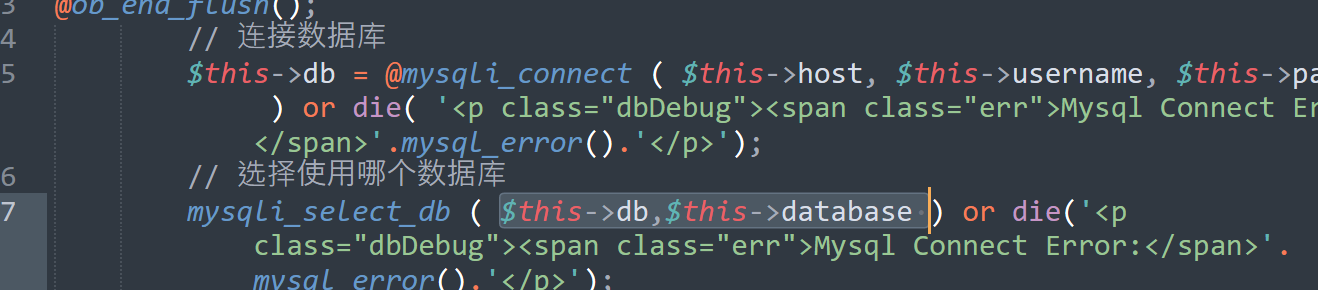 3 @ob_end_flush();
4 // 连接数据库
5 $this->db = @mysqli_connect ( $this->host, $this->username, $this->pa
) or die( '<p class="dbDebug"><span class="err">Mysql Connect Er
</span>'.mysql_error().'</p>');
6 // 选择使用哪个数据库
7 mysqli_select_db ( $this->db,$this->database ) or die('<p
class="dbDebug"><span class="err">Mysql Connect Error:</span>'.
mysql_error().'</p>');